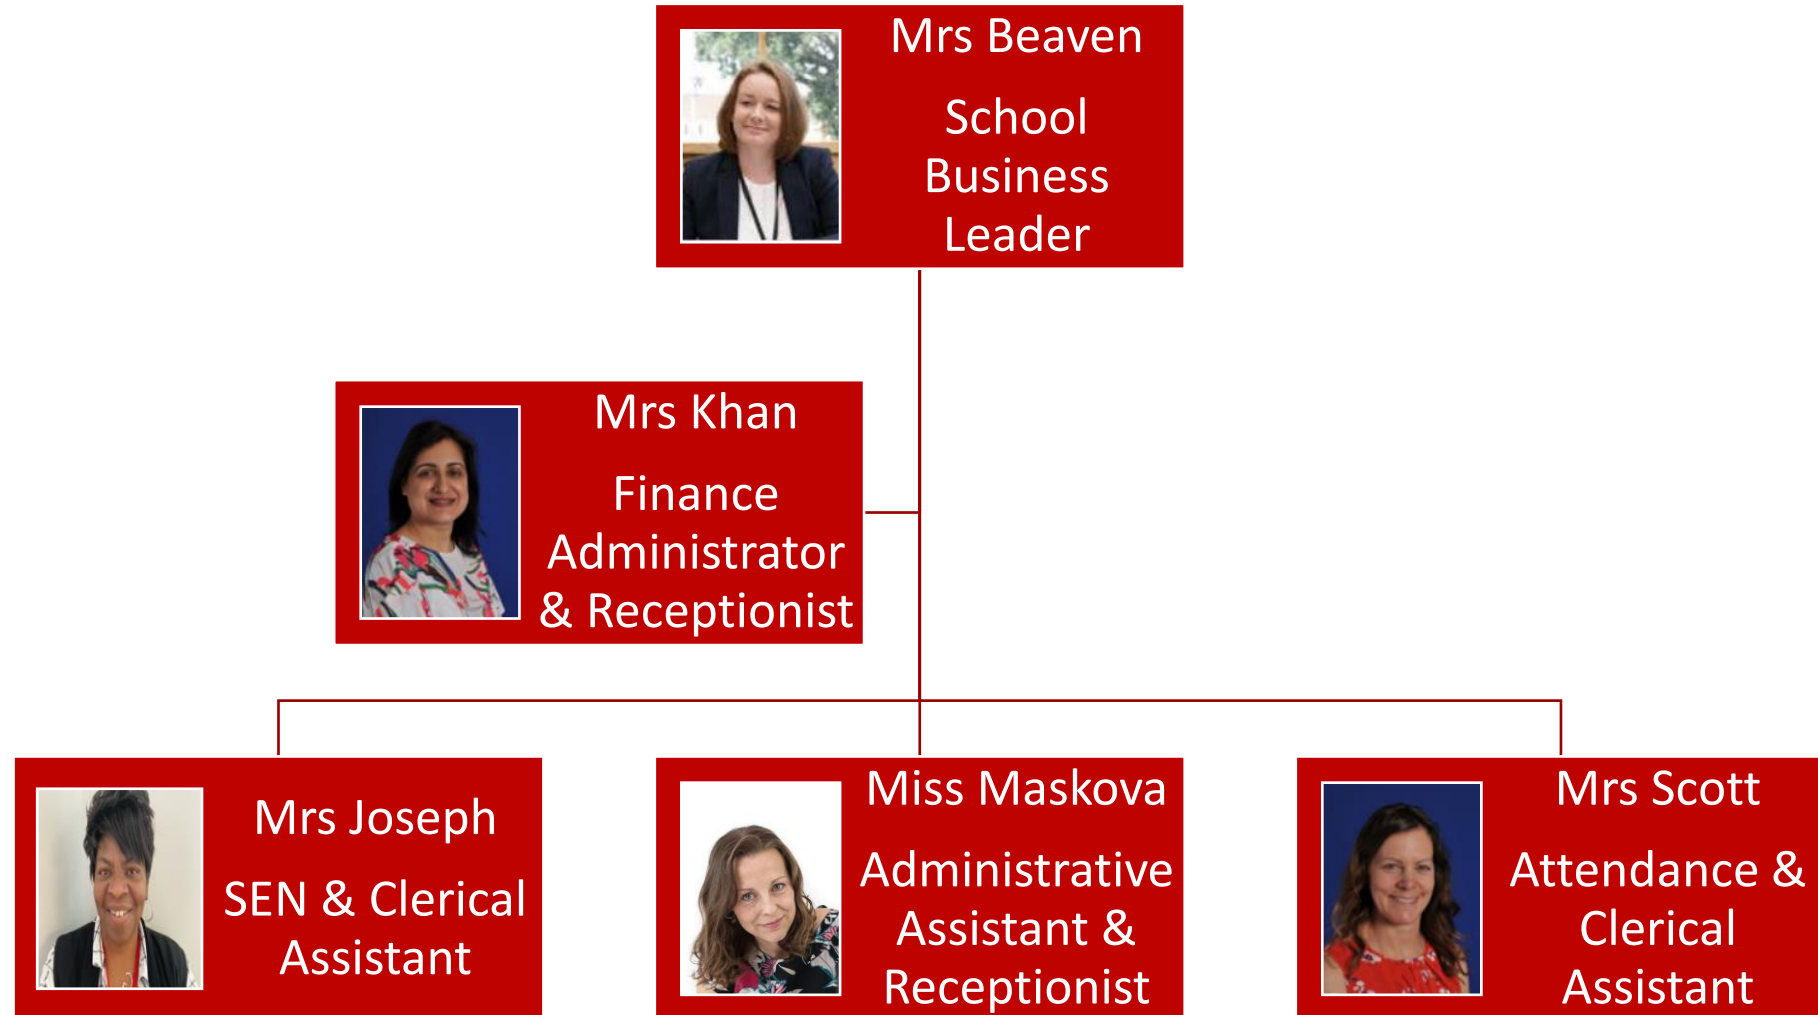 Mrs Beaven
School
Business
Leader
Mrs Khan
Finance
Administrator
& Receptionist
Mrs Joseph
SEN & Clerical
Assistant
Miss Maskova
Administrative
Assistant &
Receptionist
Mrs Scott
Attendance &
Clerical
Assistant